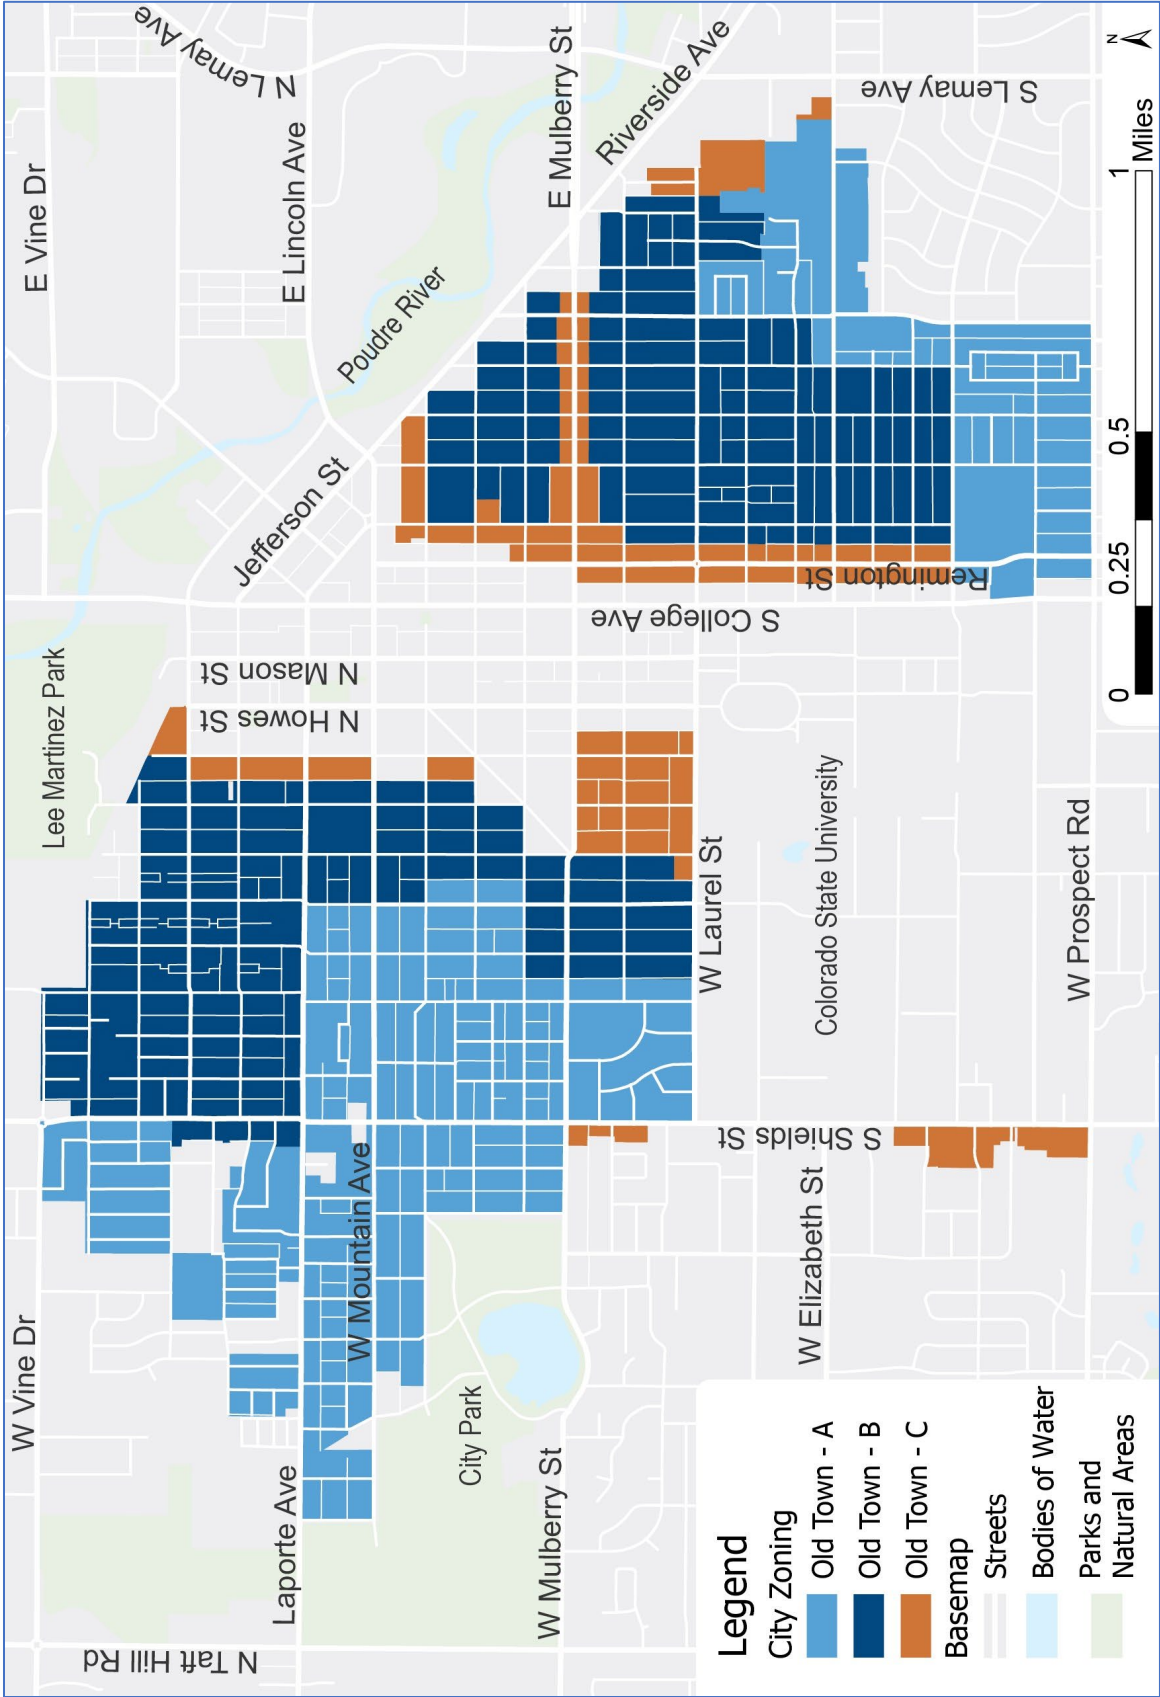 W Vine Dr
E Vine Dr
N Lemay Ave
N Lemay Ave
Lee Martinez Park
N Taft Hill Rd
Laporte Ave
E Lincoln Ave
Poudre River
Jefferson St
N Mason St
N Howes St
W Mountain Ave
City Park
W Mulberry St
E Mulberry St
Riverside Ave
S College Ave
W Laurel St
S Shields St
Remington St
S Lemay Ave
Colorado State University
W Elizabeth St
W Prospect Rd
Legend
City Zoning
Old Town - A
Old Town - B
Old Town - C
Basemap
Streets
Bodies of Water
Parks and
Natural Areas
0 0.25 0.5 1
Miles
N